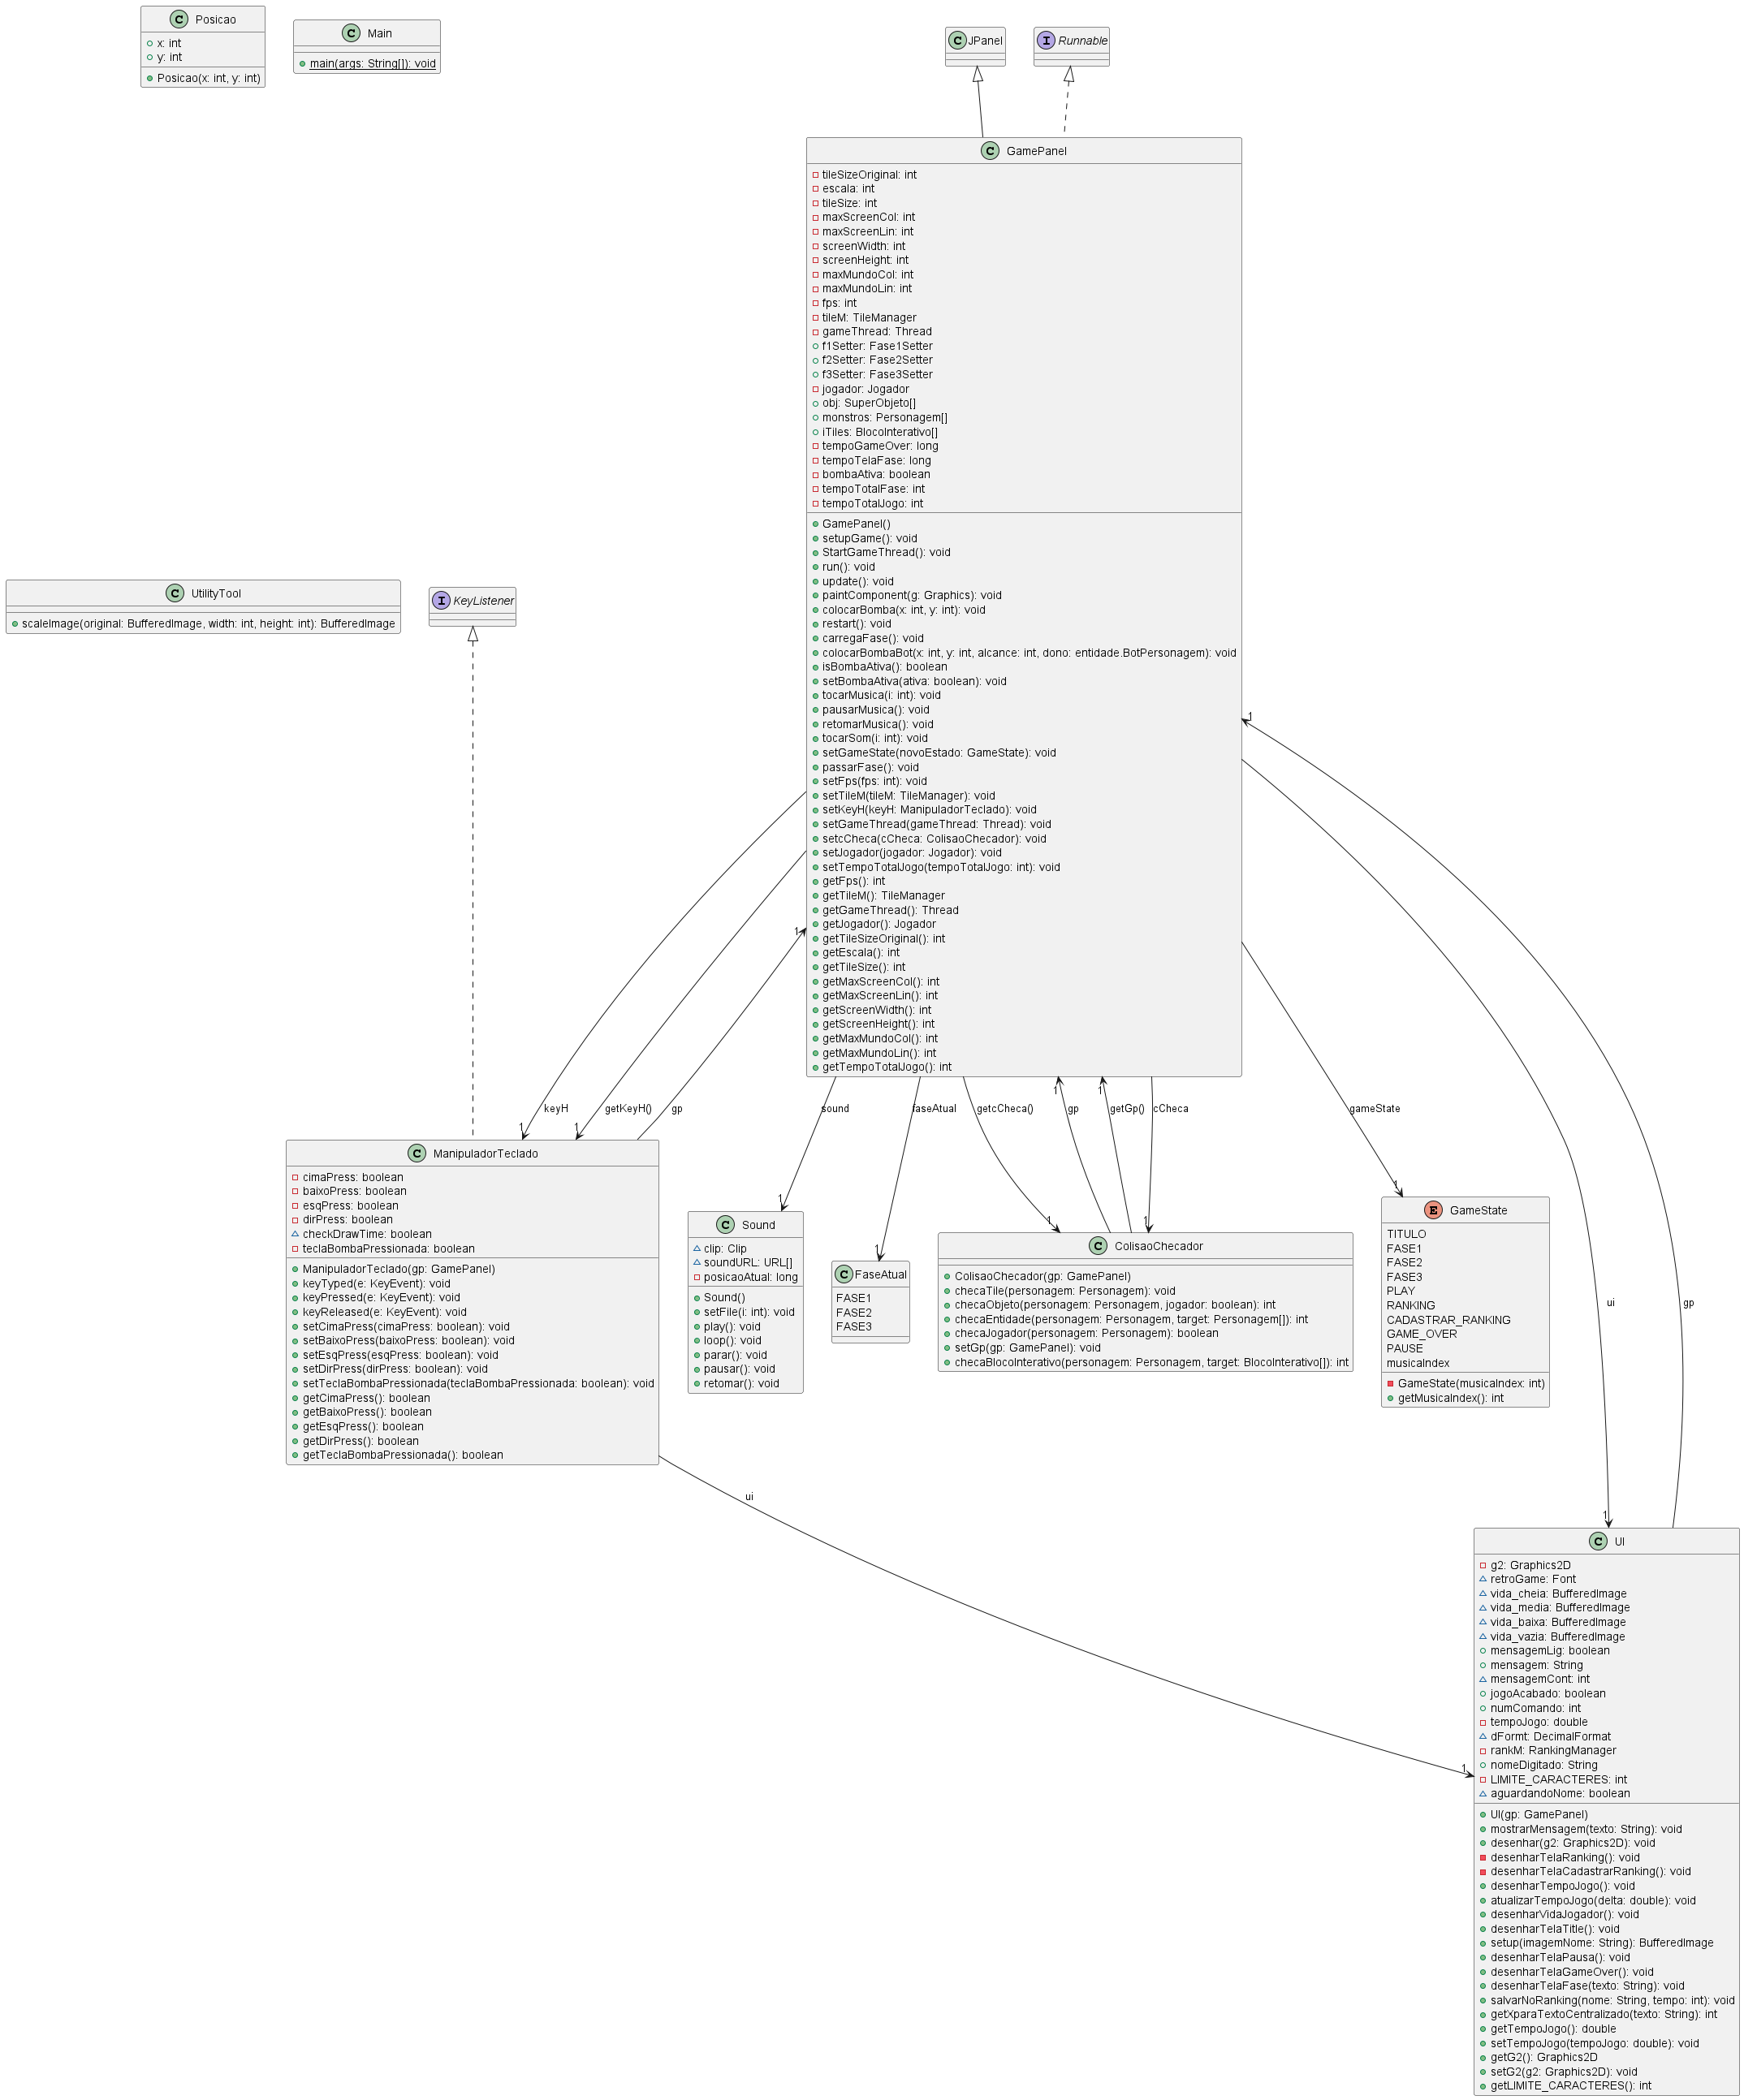 Posicao
x: int
y: int
Posicao(x: int, y: int)
Main
main(args: String[]): void
JPanel
Runnable
GamePanel
tileSizeOriginal: int
escala: int
tileSize: int
maxScreenCol: int
maxScreenLin: int
screenWidth: int
screenHeight: int
maxMundoCol: int
maxMundoLin: int
fps: int
tileM: TileManager
gameThread: Thread
f1Setter: Fase1Setter
f2Setter: Fase2Setter
f3Setter: Fase3Setter
jogador: Jogador
obj: SuperObjeto[]
monstros: Personagem[]
iTiles: BlocoInterativo[]
tempoGameOver: long
tempoTelaFase: long
bombaAtiva: boolean
tempoTotalFase: int
tempoTotalJogo: int
GamePanel()
setupGame(): void
StartGameThread(): void
run(): void
update(): void
paintComponent(g: Graphics): void
colocarBomba(x: int, y: int): void
restart(): void
carregaFase(): void
colocarBombaBot(x: int, y: int, alcance: int, dono: entidade.BotPersonagem): void
isBombaAtiva(): boolean
setBombaAtiva(ativa: boolean): void
tocarMusica(i: int): void
pausarMusica(): void
retomarMusica(): void
tocarSom(i: int): void
setGameState(novoEstado: GameState): void
passarFase(): void
setFps(fps: int): void
setTileM(tileM: TileManager): void
setKeyH(keyH: ManipuladorTeclado): void
setGameThread(gameThread: Thread): void
setcCheca(cCheca: ColisaoChecador): void
setJogador(jogador: Jogador): void
setTempoTotalJogo(tempoTotalJogo: int): void
getFps(): int
getTileM(): TileManager
getGameThread(): Thread
getJogador(): Jogador
getTileSizeOriginal(): int
getEscala(): int
getTileSize(): int
getMaxScreenCol(): int
getMaxScreenLin(): int
getScreenWidth(): int
getScreenHeight(): int
getMaxMundoCol(): int
getMaxMundoLin(): int
getTempoTotalJogo(): int
UtilityTool
scaleImage(original: BufferedImage, width: int, height: int): BufferedImage
KeyListener
1
1
keyH
getKeyH()
gp
sound
faseAtual
getcCheca()
gp
getGp()
cCheca
gameState
1
1
1
1
1
1
1
1
1
ManipuladorTeclado
cimaPress: boolean
baixoPress: boolean
esqPress: boolean
dirPress: boolean
checkDrawTime: boolean
teclaBombaPressionada: boolean
ManipuladorTeclado(gp: GamePanel)
keyTyped(e: KeyEvent): void
keyPressed(e: KeyEvent): void
keyReleased(e: KeyEvent): void
setCimaPress(cimaPress: boolean): void
setBaixoPress(baixoPress: boolean): void
setEsqPress(esqPress: boolean): void
setDirPress(dirPress: boolean): void
setTeclaBombaPressionada(teclaBombaPressionada: boolean): void
getCimaPress(): boolean
getBaixoPress(): boolean
getEsqPress(): boolean
getDirPress(): boolean
getTeclaBombaPressionada(): boolean
Sound
clip: Clip
soundURL: URL[]
posicaoAtual: long
Sound()
setFile(i: int): void
play(): void
loop(): void
parar(): void
pausar(): void
retomar(): void
FaseAtual
FASE1
FASE2
FASE3
ColisaoChecador
ColisaoChecador(gp: GamePanel)
checaTile(personagem: Personagem): void
checaObjeto(personagem: Personagem, jogador: boolean): int
checaEntidade(personagem: Personagem, target: Personagem[]): int
checaJogador(personagem: Personagem): boolean
setGp(gp: GamePanel): void
checaBlocoInterativo(personagem: Personagem, target: BlocoInterativo[]): int
GameState
TITULO
FASE1
FASE2
FASE3
PLAY
RANKING
CADASTRAR_RANKING
GAME_OVER
PAUSE
musicaIndex
GameState(musicaIndex: int)
getMusicaIndex(): int
ui
gp
ui
1
1
UI
g2: Graphics2D
retroGame: Font
vida_cheia: BufferedImage
vida_media: BufferedImage
vida_baixa: BufferedImage
vida_vazia: BufferedImage
mensagemLig: boolean
mensagem: String
mensagemCont: int
jogoAcabado: boolean
numComando: int
tempoJogo: double
dFormt: DecimalFormat
rankM: RankingManager
nomeDigitado: String
LIMITE_CARACTERES: int
aguardandoNome: boolean
UI(gp: GamePanel)
mostrarMensagem(texto: String): void
desenhar(g2: Graphics2D): void
desenharTelaRanking(): void
desenharTelaCadastrarRanking(): void
desenharTempoJogo(): void
atualizarTempoJogo(delta: double): void
desenharVidaJogador(): void
desenharTelaTitle(): void
setup(imagemNome: String): BufferedImage
desenharTelaPausa(): void
desenharTelaGameOver(): void
desenharTelaFase(texto: String): void
salvarNoRanking(nome: String, tempo: int): void
getXparaTextoCentralizado(texto: String): int
getTempoJogo(): double
setTempoJogo(tempoJogo: double): void
getG2(): Graphics2D
setG2(g2: Graphics2D): void
getLIMITE_CARACTERES(): int